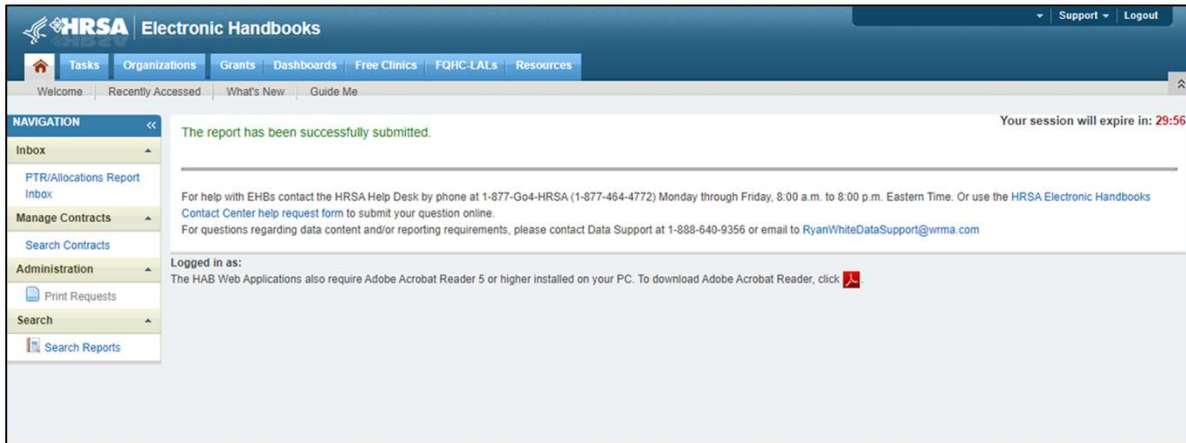 HRSA Electronic Handbooks
Support Logout
Tasks Organizations Grants Dashboards Free Clinics FQHC-LALs Resources
Welcome Recently Accessed What's New Guide Me
NAVIGATION <<
Inbox
PTR/Allocations Report
Inbox
Manage Contracts
Search Contracts
Administration
Print Requests
Search
Search Reports
Your session will expire in: 29:56
The report has been successfully submitted.
For help with EHBs contact the HRSA Help Desk by phone at 1-877-Go4-HRSA (1-877-464-4772) Monday through Friday, 8:00 a.m. to 8:00 p.m. Eastern Time. Or use the HRSA Electronic Handbooks
Contact Center help request form to submit your question online.
For questions regarding data content and/or reporting requirements, please contact Data Support at 1-888-640-9356 or email to RyanWhiteDataSupport@wrma.com
Logged in as:
The HAB Web Applications also require Adobe Acrobat Reader 5 or higher installed on your PC. To download Adobe Acrobat Reader, click .